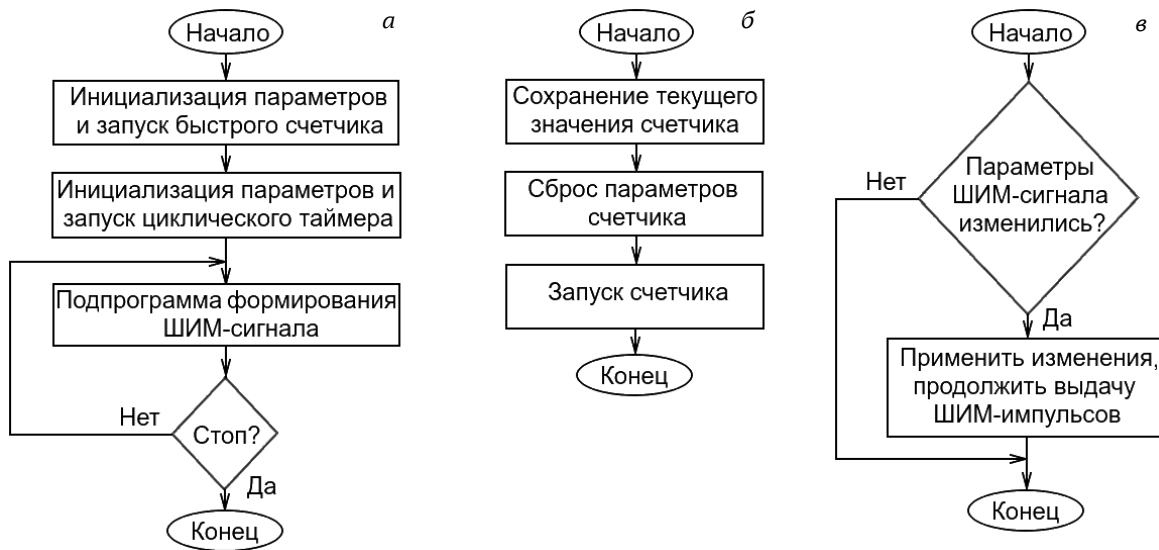 а
Начало
Инициализация параметров
и запуск быстрого счетчика
Инициализация параметров и
запуск циклического таймера
Подпрограмма формирования
ШИМ-сигнала
Нет
Стоп?
Да
Конец
б
Начало
Сохранение текущего
значения счетчика
Сброс параметров
счетчика
Запуск счетчика
Конец
в
Начало
Нет
Параметры
ШИМ-сигнала
изменились?
Да
Применить изменения,
продолжить выдачу
ШИМ-импульсов
Конец